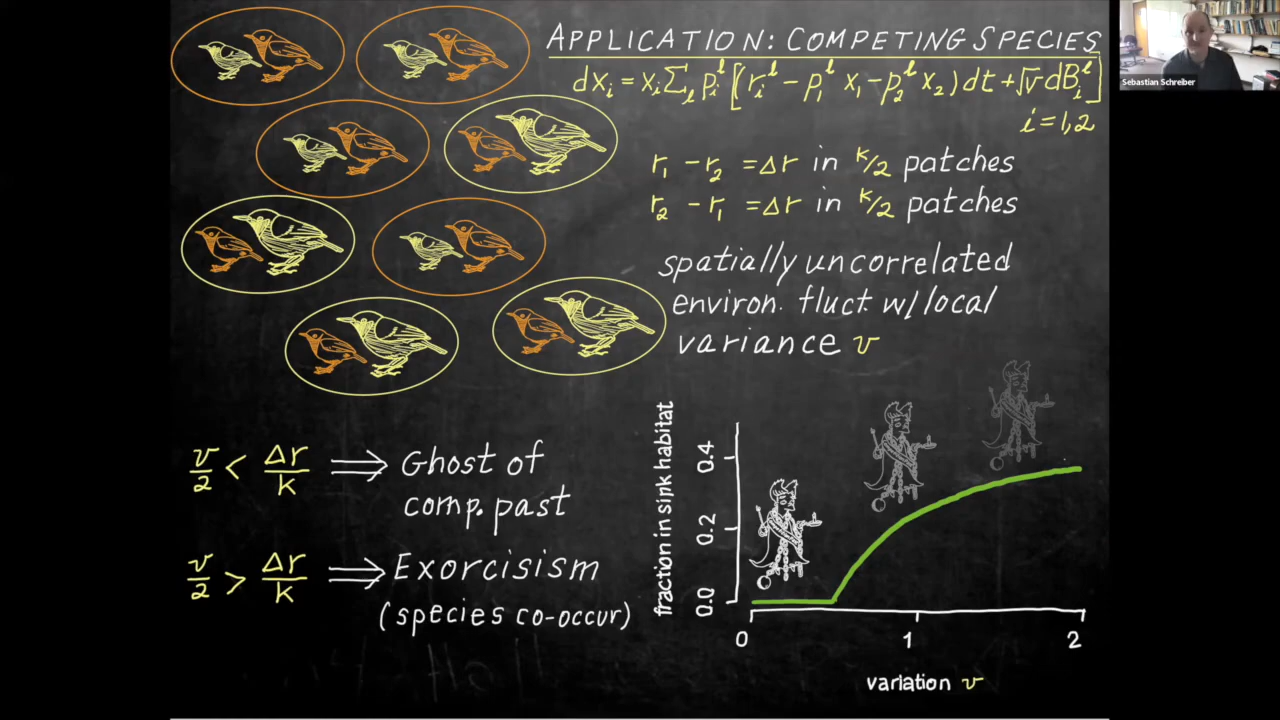 APPLICATION: COMPETING SPECIES
dxᵢ = xᵢ Σₗ pᵢˡ [(rᵢˡ - p₁ˡ x₁ - p₂ˡ x₂) dt + √v dBᵢˡ]
i = 1,2
r₁ - r₂ = Δr in k/2 patches
r₂ - r₁ = Δr in k/2 patches
spatially uncorrelated
environ. fluct w/ local
variance v
v/2 < Δr/k ⟹ Ghost of
comp. past
v/2 > Δr/k ⟹ Exorcisism
(species co-occur)
fraction in sink habitat
0.4
0.2
0.0
0 1 2
variation v
Sebastian Schreiber